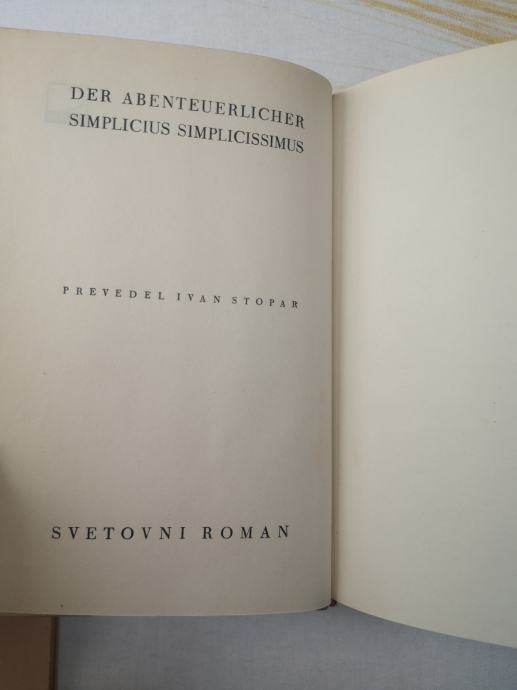 DER ABENTEUERLICHER
SIMPLICIUS SIMPLICISSIMUS
PREVEDEL IVAN STOPAR
SVETOVNI ROMAN